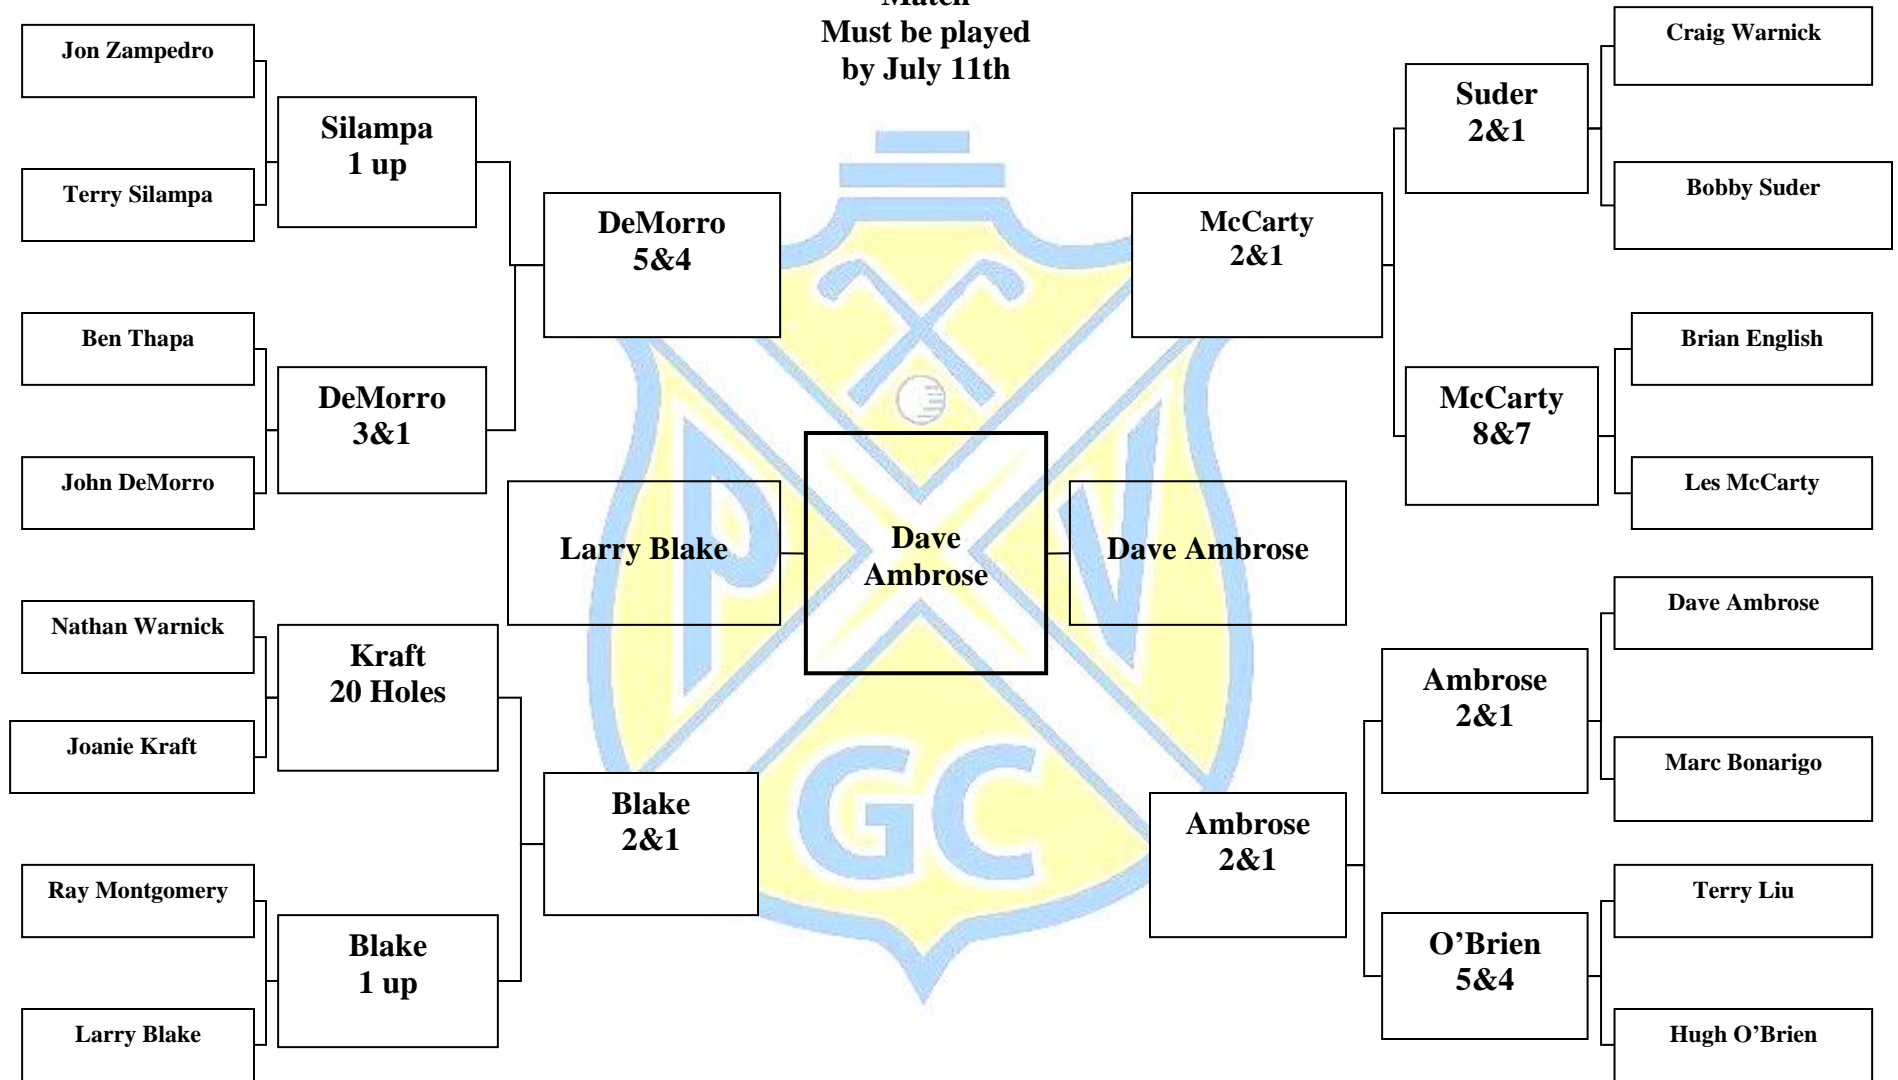 Match
Must be played
by July 11th
Jon Zampedro
Terry Silampa
Ben Thapa
John DeMorro
Nathan Warnick
Joanie Kraft
Ray Montgomery
Larry Blake
Silampa
1 up
DeMorro
3&1
Kraft
20 Holes
Blake
1 up
DeMorro
5&4
Blake
2&1
Larry Blake
Dave
Ambrose
Dave Ambrose
McCarty
2&1
Ambrose
2&1
Suder
2&1
McCarty
8&7
Ambrose
2&1
O’Brien
5&4
Craig Warnick
Bobby Suder
Brian English
Les McCarty
Dave Ambrose
Marc Bonarigo
Terry Liu
Hugh O’Brien
P V
GC